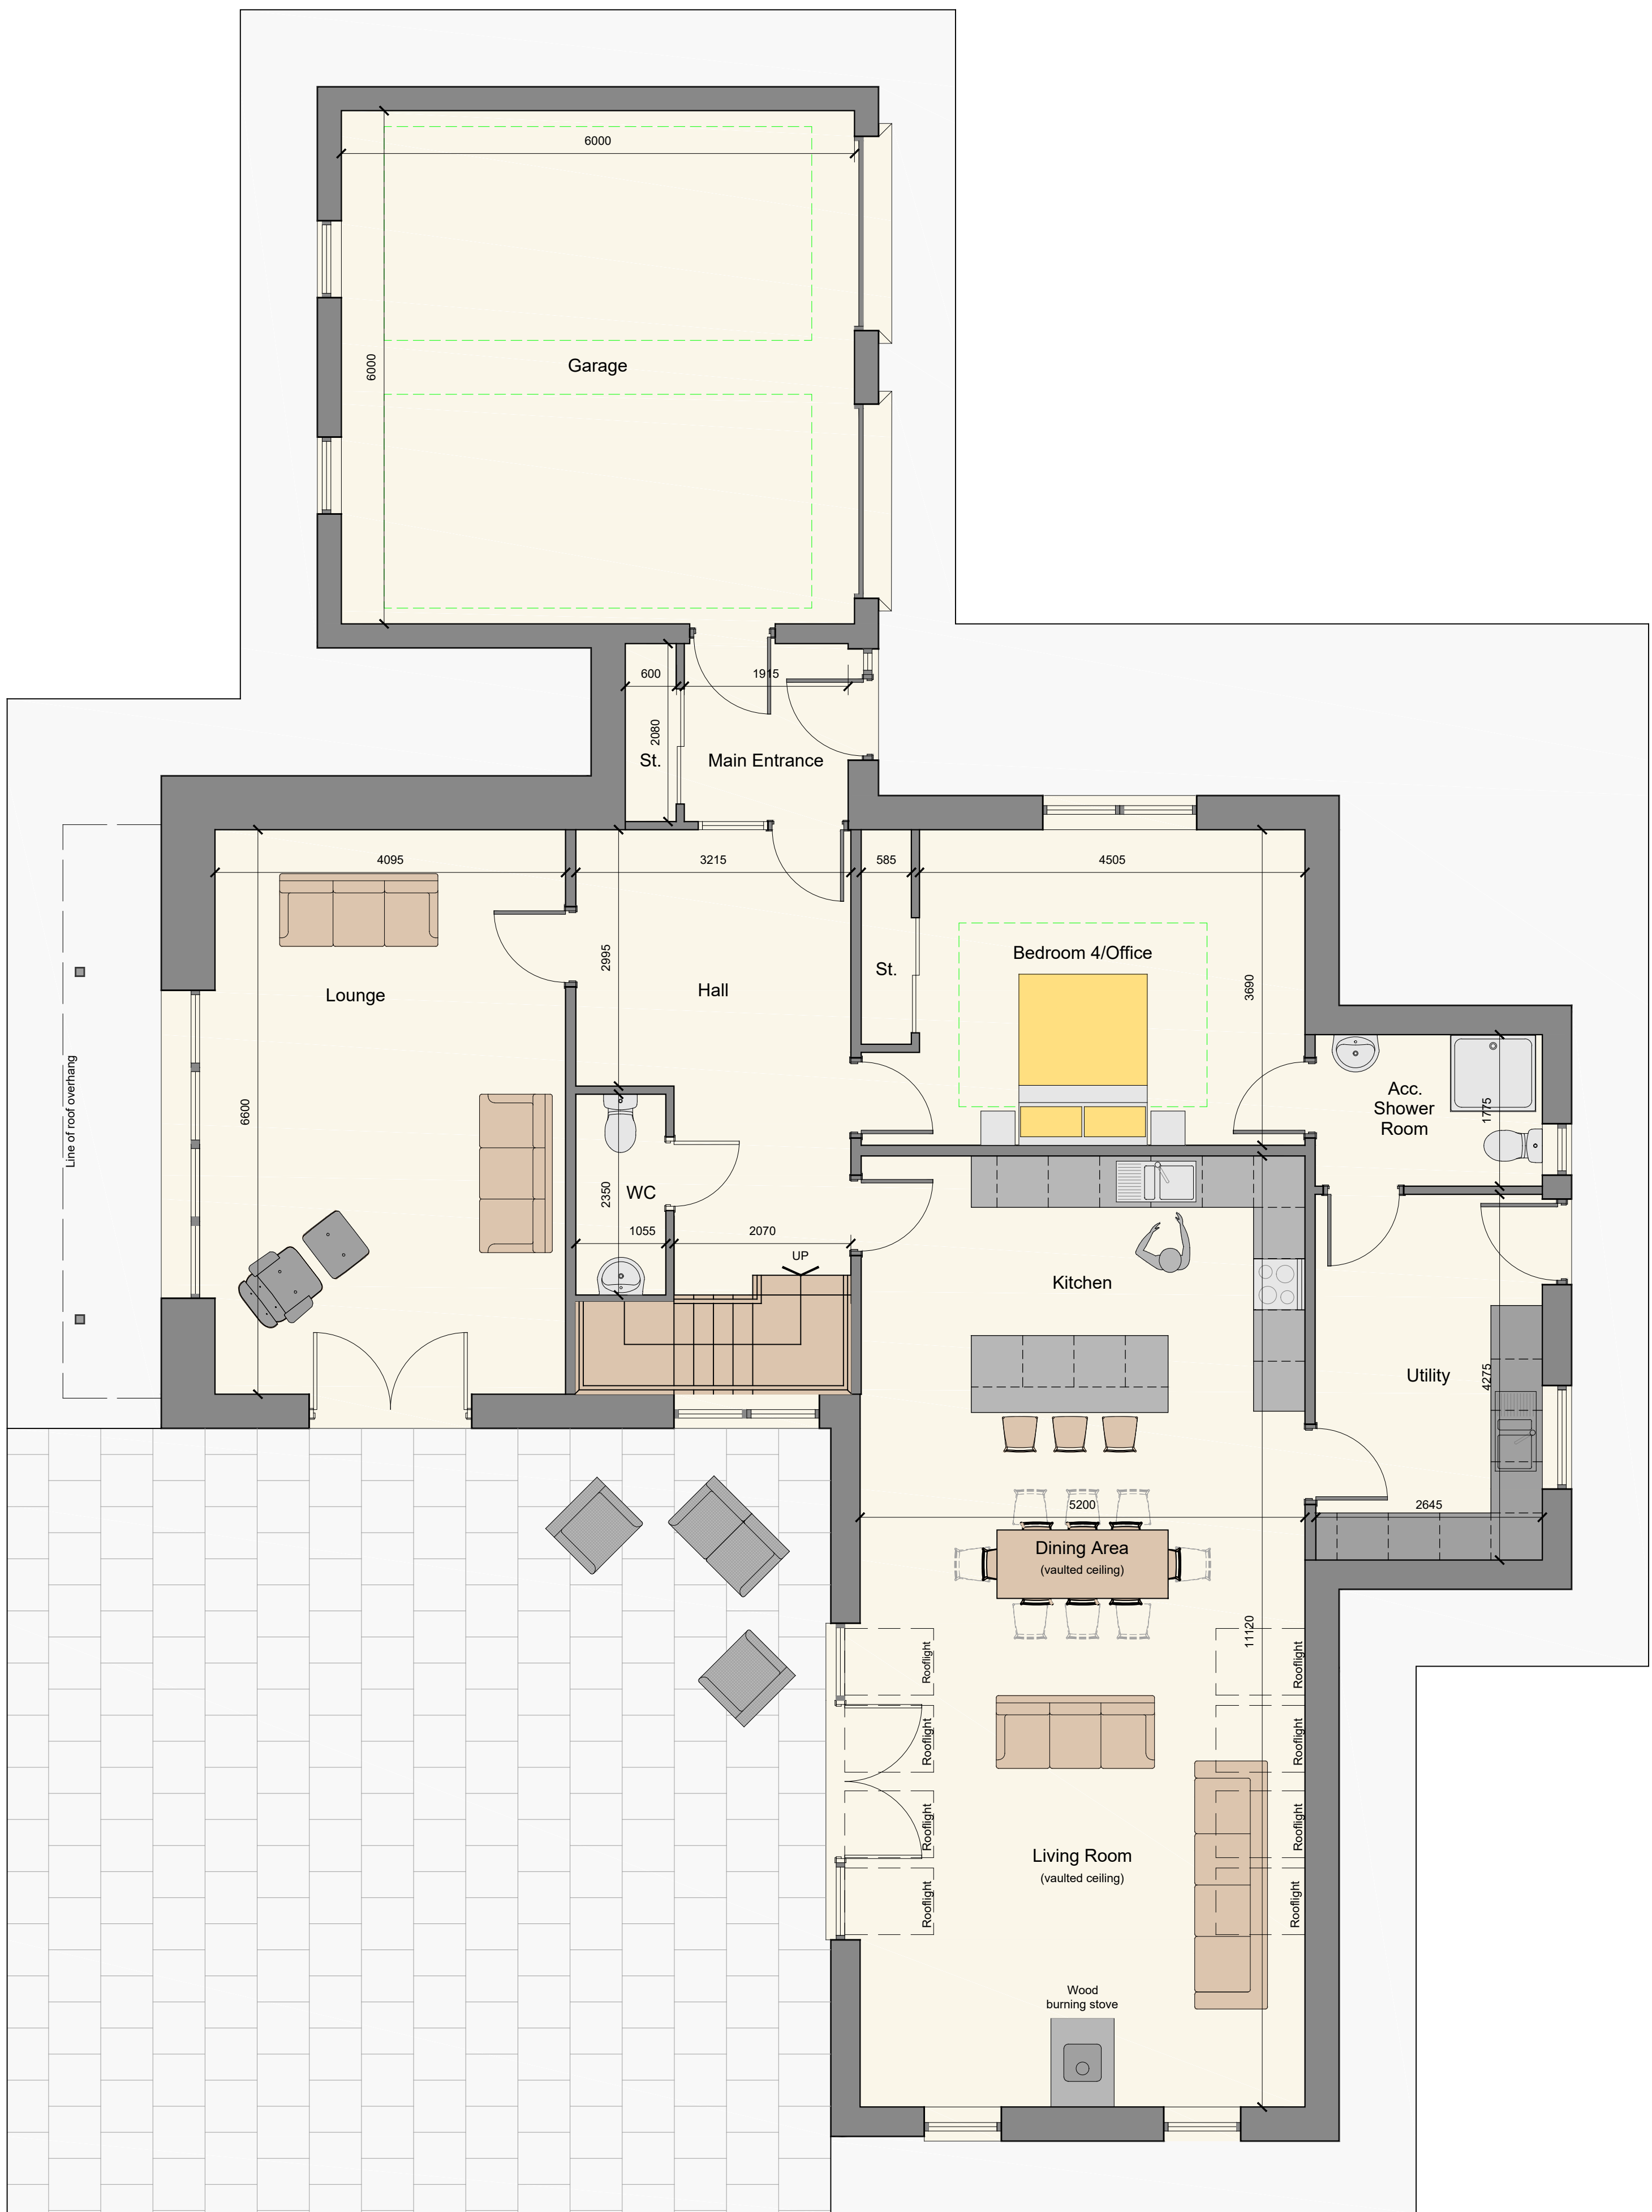 6000
6000
Garage
600
1915
2080
St.
Main Entrance
4095
3215
585
4505
2995
Bedroom 4/Office
St.
3690
Lounge
Hall
Line of roof overhang
6600
Acc.
Shower
Room
1775
WC
2350
1055
2070
UP
Kitchen
Utility
4275
5200
2645
Dining Area
(vaulted ceiling)
11120
Rooflight
Rooflight
Rooflight
Rooflight
Rooflight
Rooflight
Living Room
(vaulted ceiling)
Rooflight
Rooflight
Wood
burning stove